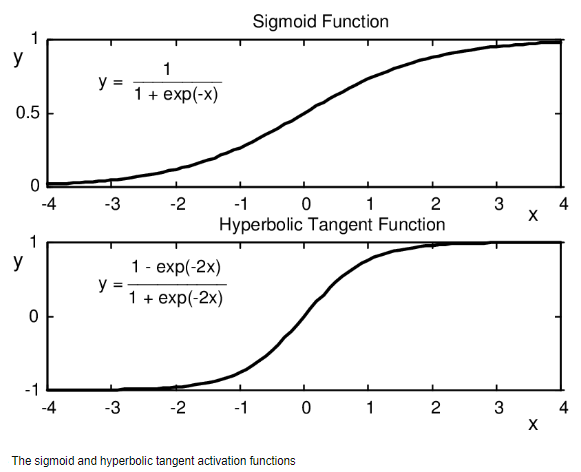 Sigmoid Function
1
y
y = 1
1 + exp(-x)
0.5
0
-4 -3 -2 -1 0 1 2 3 4
x
Hyperbolic Tangent Function
1
y
y = 1 - exp(-2x)
1 + exp(-2x)
0
-1
-4 -3 -2 -1 0 1 2 3 4
x
The sigmoid and hyperbolic tangent activation functions